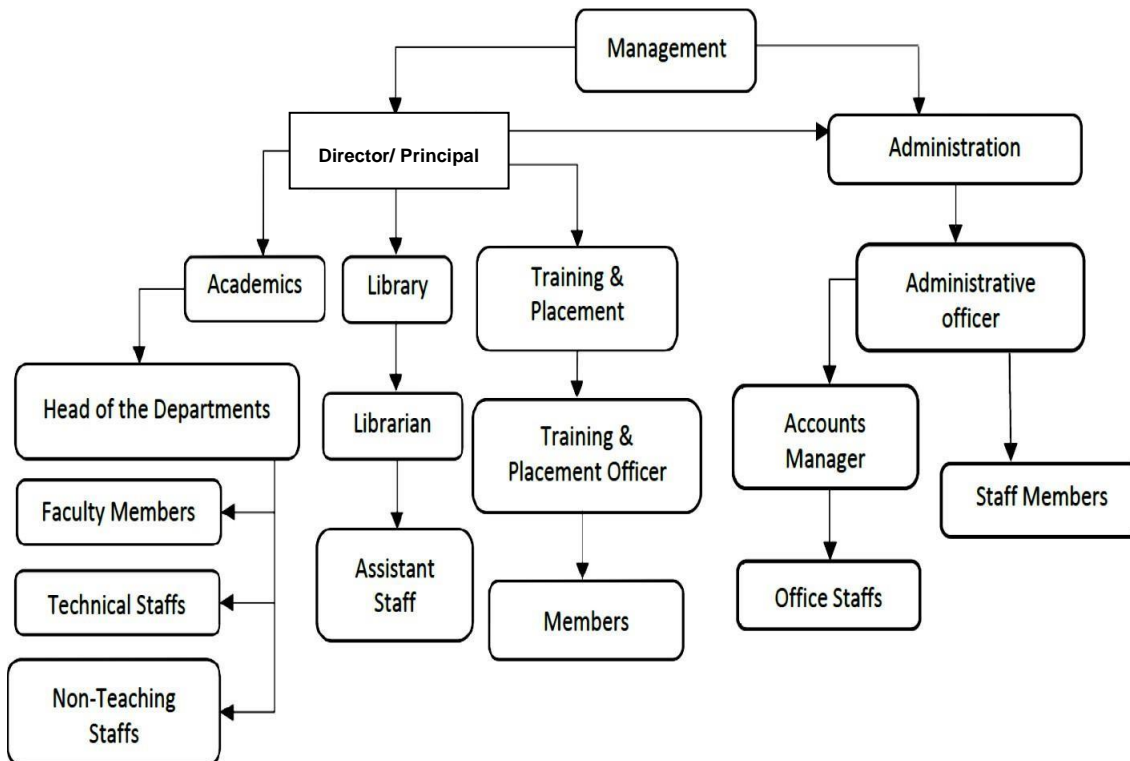 Management
Director/ Principal
Administration
Academics
Library
Training &
Placement
Administrative
officer
Head of the Departments
Librarian
Training &
Placement Officer
Accounts
Manager
Staff Members
Faculty Members
Technical Staffs
Non-Teaching
Staffs
Assistant
Staff
Members
Office Staffs